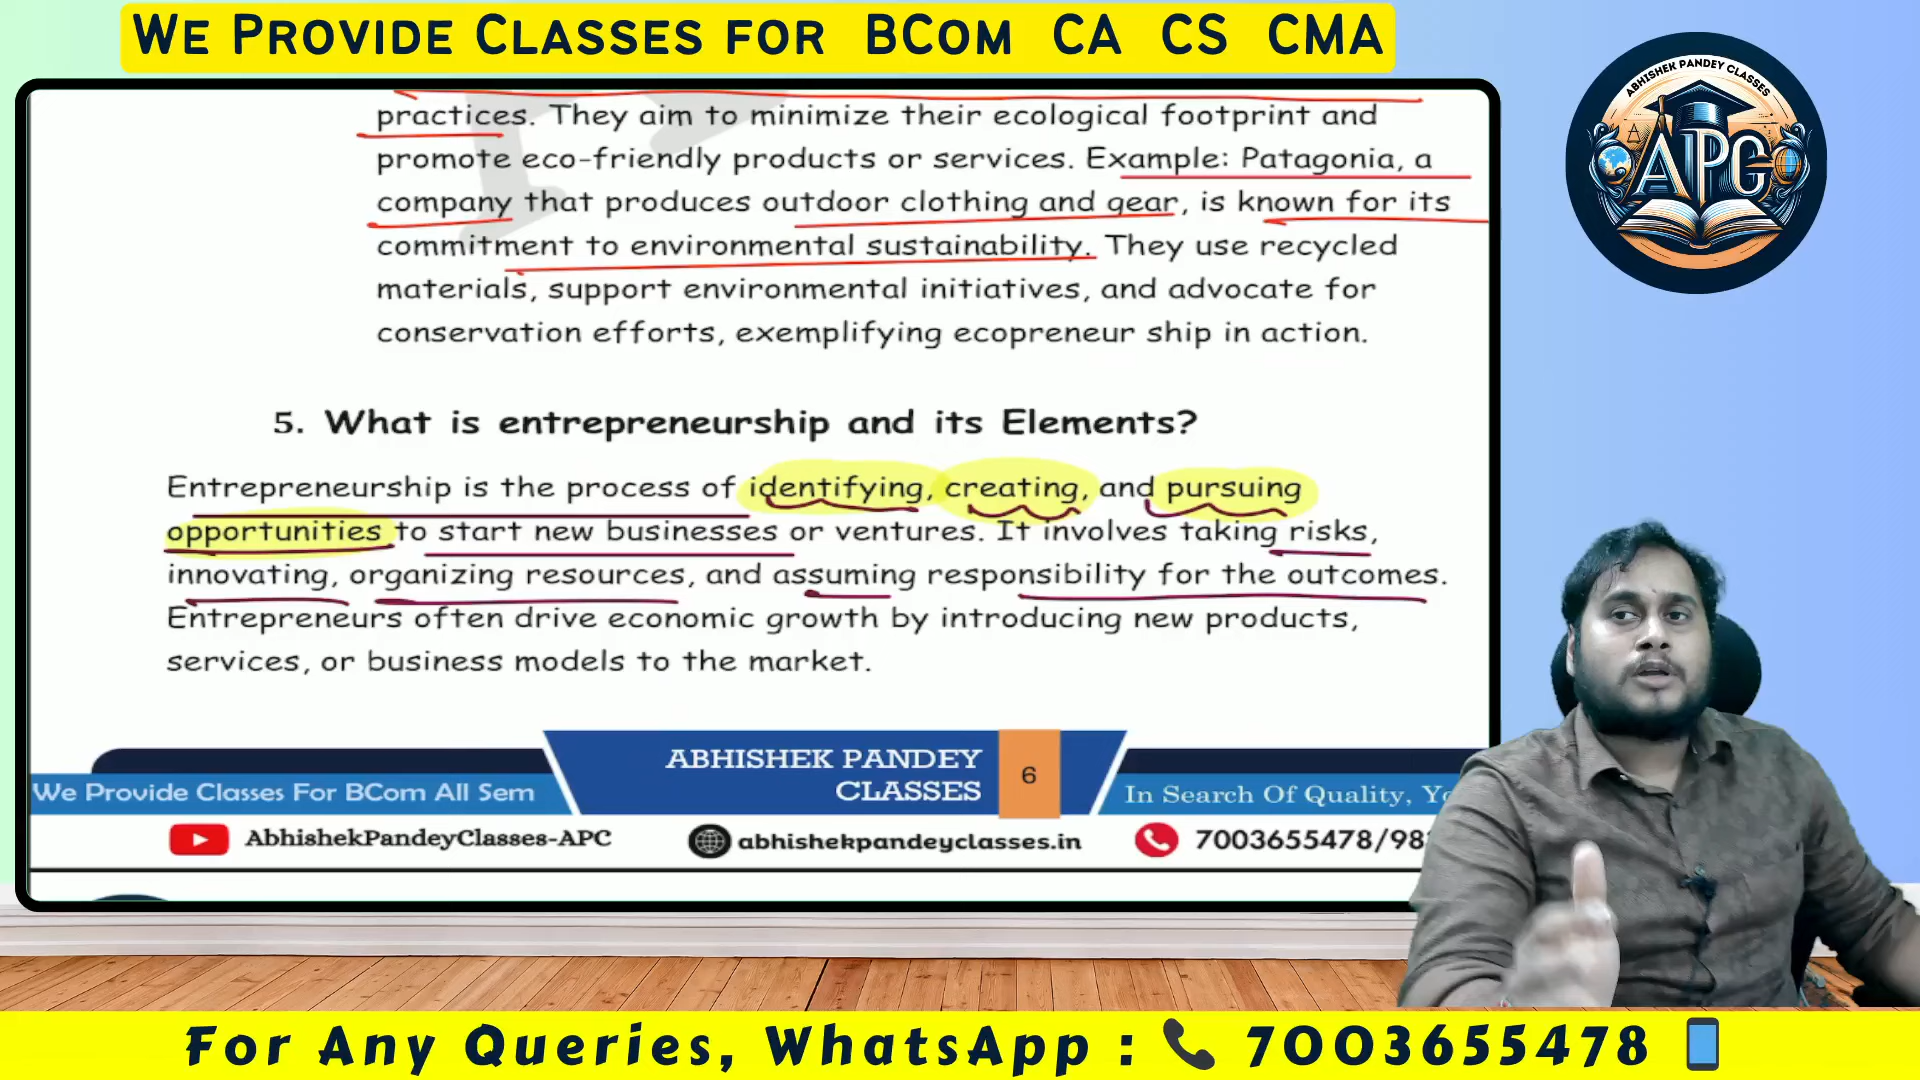 WE PROVIDE CLASSES FOR BCOM CA CS CMA
ABHISHEK PANDEY CLASSES
APC
practices. They aim to minimize their ecological footprint and
promote eco-friendly products or services. Example: Patagonia, a
company that produces outdoor clothing and gear, is known for its
commitment to environmental sustainability. They use recycled
materials, support environmental initiatives, and advocate for
conservation efforts, exemplifying ecopreneur ship in action.
5. What is entrepreneurship and its Elements?
Entrepreneurship is the process of identifying, creating, and pursuing
opportunities to start new businesses or ventures. It involves taking risks,
innovating, organizing resources, and assuming responsibility for the outcomes.
Entrepreneurs often drive economic growth by introducing new products,
services, or business models to the market.
ABHISHEK PANDEY
CLASSES
6
We Provide Classes For BCom All Sem
In Search Of Quality,
AbhishekPandeyClasses-APC
abhishekpandeyclasses.in
7003655478/98
For Any Queries, WhatsApp : 7003655478